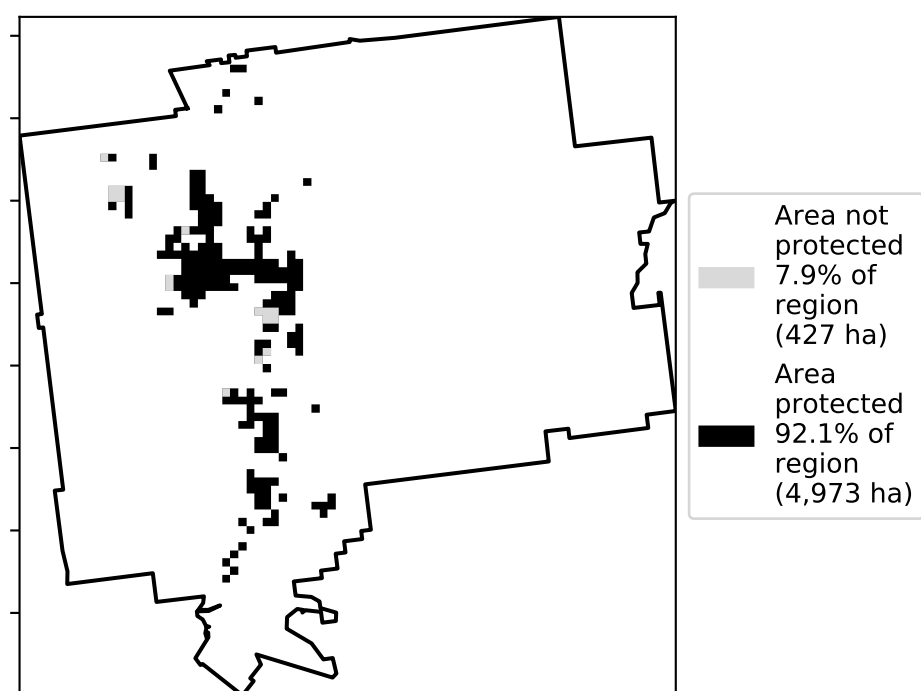 Area not
protected
7.9% of
region
(427 ha)
Area
protected
92.1% of
region
(4,973 ha)